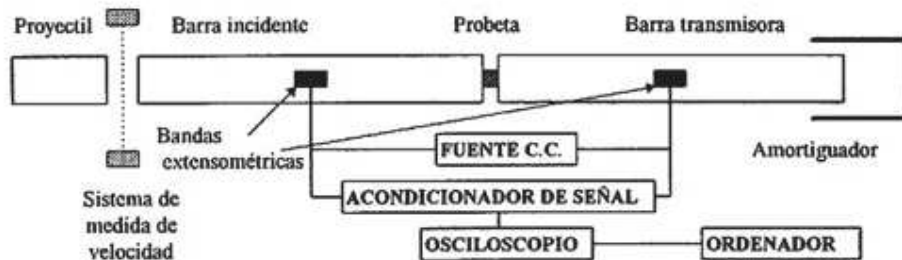 Proyectil
Barra incidente
Probeta
Barra transmisora
Bandas
extensométricas
FUENTE C.C.
Amortiguador
ACONDICIONADOR DE SEÑAL
Sistema de
medida de
velocidad
OSCILOSCOPIO
ORDENADOR